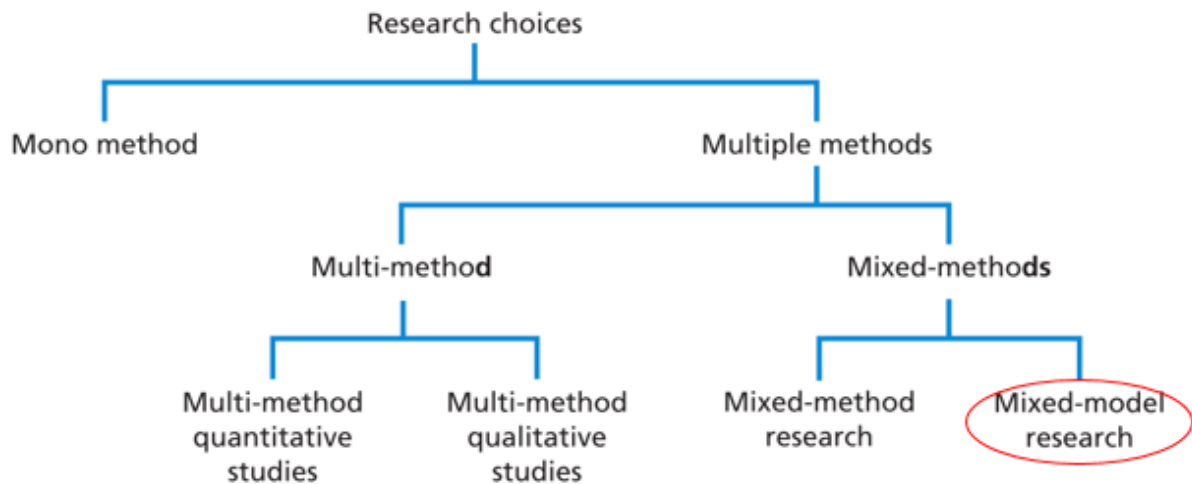 Research choices
Mono method
Multiple methods
Multi-method
Mixed-methods
Multi-method
quantitative
studies
Multi-method
qualitative
studies
Mixed-method
research
Mixed-model
research